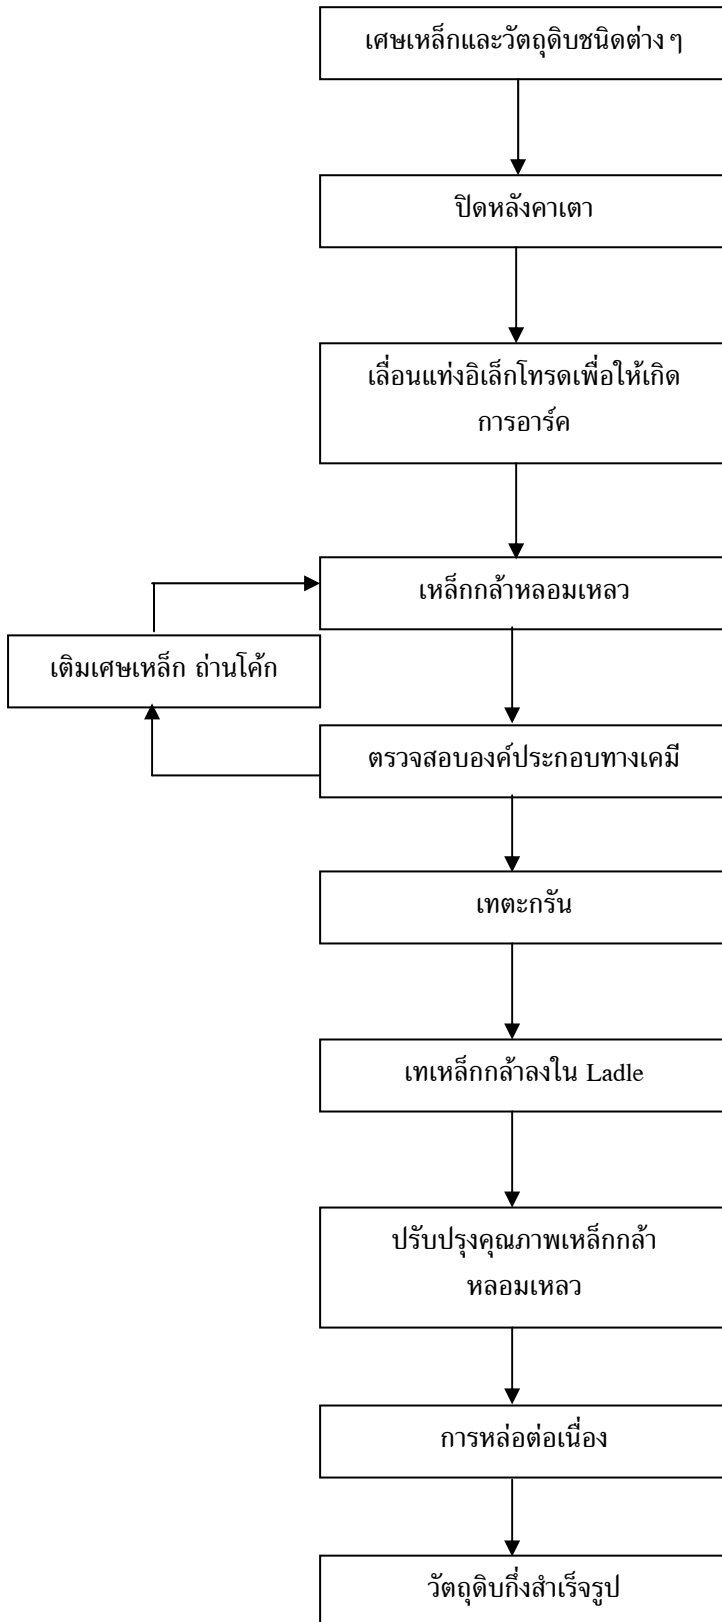 เศษเหล็กและวัตถุดิบชนิดต่าง ๆ
ปิดหลังคาเตา
เลื่อนแท่งอิเล็กโทรดเพื่อให้เกิด
การอาร์ค
เหล็กกล้าหลอมเหลว
เติมเศษเหล็ก ถ่านโค้ก
ตรวจสอบองค์ประกอบทางเคมี
เทตะกรัน
เทเหล็กกล้าลงใน Ladle
ปรับปรุงคุณภาพเหล็กกล้า
หลอมเหลว
การหล่อต่อเนื่อง
วัตถุดิบกึ่งสำเร็จรูป